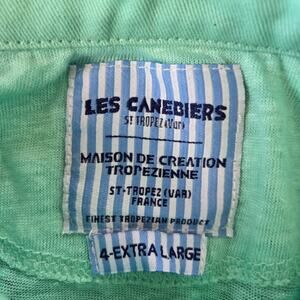 LES CANEBIERS
ST TROPEZ (Var)
MAISON DE CREATION
TROPEZIENNE
ST-TROPEZ (VAR)
FRANCE
FINEST TROPEZIAN PRODUCT
4-EXTRA LARGE